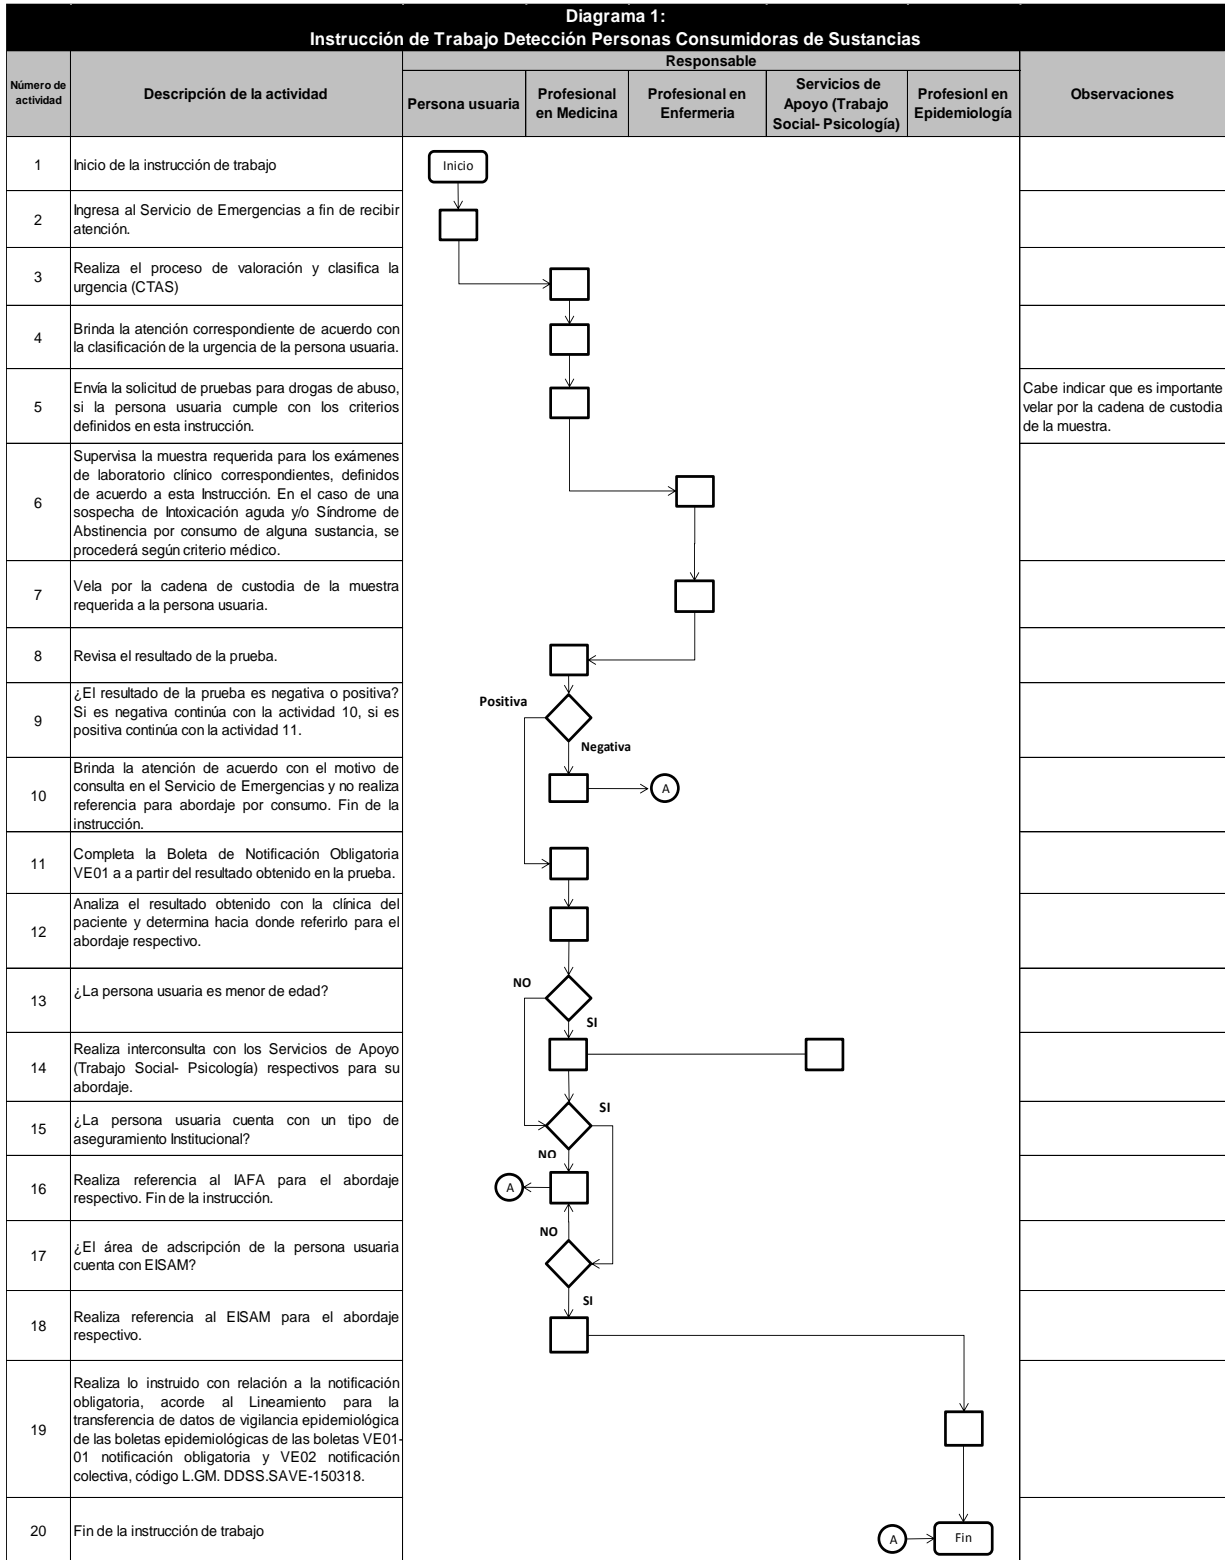 Diagrama 1:
Instrucción de Trabajo Detección Personas Consumidoras de Sustancias
Número de
actividad
Descripción de la actividad
Responsable
Persona usuaria
Profesional
en Medicina
Profesional en
Enfermeria
Servicios de
Apoyo (Trabajo
Social- Psicología)
Profesionl en
Epidemiología
Observaciones
1
Inicio de la instrucción de trabajo
Inicio
2
Ingresa al Servicio de Emergencias a fin de recibir
atención.
3
Realiza el proceso de valoración y clasifica la
urgencia (CTAS)
4
Brinda la atención correspondiente de acuerdo con
la clasificación de la urgencia de la persona usuaria.
5
Envía la solicitud de pruebas para drogas de abuso,
si la persona usuaria cumple con los criterios
definidos en esta instrucción.
Cabe indicar que es importante
velar por la cadena de custodia
de la muestra.
6
Supervisa la muestra requerida para los exámenes
de laboratorio clínico correspondientes, definidos
de acuerdo a esta Instrucción. En el caso de una
sospecha de Intoxicación aguda y/o Síndrome de
Abstinencia por consumo de alguna sustancia, se
procederá según criterio médico.
7
Vela por la cadena de custodia de la muestra
requerida a la persona usuaria.
8
Revisa el resultado de la prueba.
9
¿El resultado de la prueba es negativa o positiva?
Si es negativa continúa con la actividad 10, si es
positiva continúa con la actividad 11.
Positiva
Negativa
10
Brinda la atención de acuerdo con el motivo de
consulta en el Servicio de Emergencias y no realiza
referencia para abordaje por consumo. Fin de la
instrucción.
A
11
Completa la Boleta de Notificación Obligatoria
VE01 a a partir del resultado obtenido en la prueba.
12
Analiza el resultado obtenido con la clínica del
paciente y determina hacia donde referirlo para el
abordaje respectivo.
13
¿La persona usuaria es menor de edad?
NO
SI
14
Realiza interconsulta con los Servicios de Apoyo
(Trabajo Social- Psicología) respectivos para su
abordaje.
15
¿La persona usuaria cuenta con un tipo de
aseguramiento Institucional?
SI
NO
16
Realiza referencia al IAFA para el abordaje
respectivo. Fin de la instrucción.
A
17
¿El área de adscripción de la persona usuaria
cuenta con EISAM?
NO
SI
18
Realiza referencia al EISAM para el abordaje
respectivo.
19
Realiza lo instruido con relación a la notificación
obligatoria, acorde al Lineamiento para la
transferencia de datos de vigilancia epidemiológica
de las boletas epidemiológicas de las boletas VE01-
01 notificación obligatoria y VE02 notificación
colectiva, código L.GM. DDSS.SAVE-150318.
20
Fin de la instrucción de trabajo
A
Fin